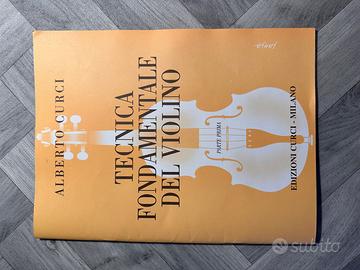 ALBERTO CURCI
TECNICA
FONDAMENTALE
DEL VIOLINO
PARTE PRIMA
EDIZIONI CURCI - MILANO
subito